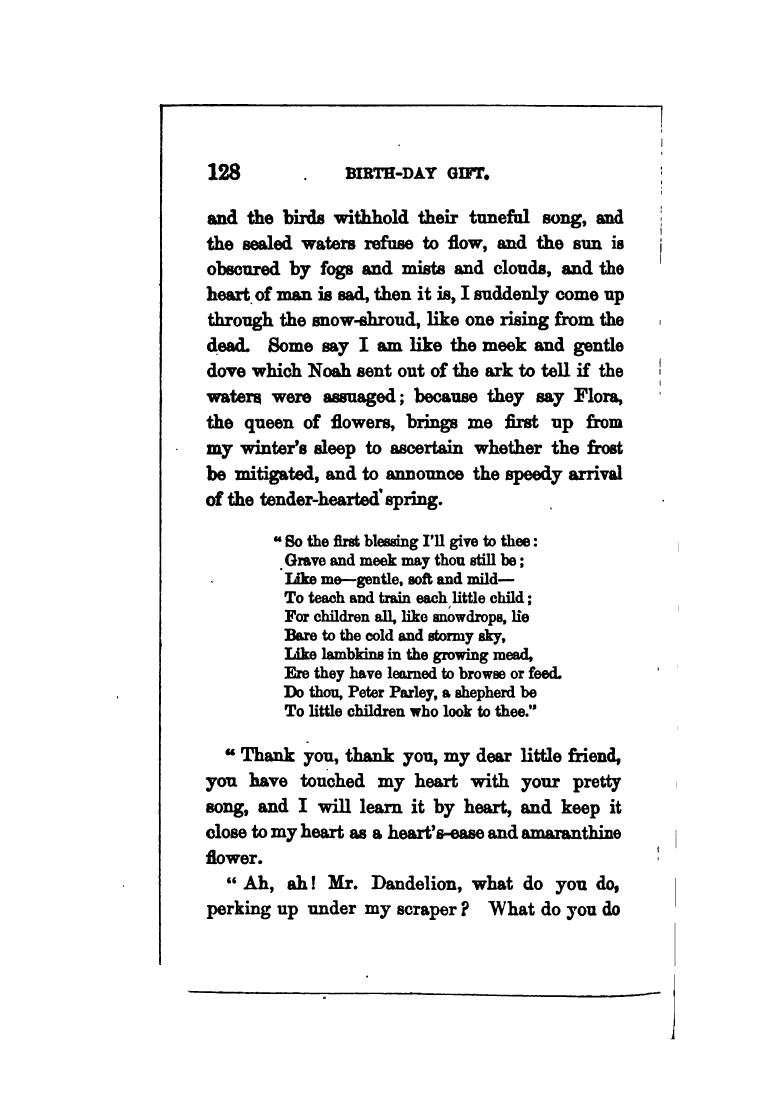 128 BIRTH-DAY GIFT.
and the birds withhold their tuneful song, and
the sealed waters refuse to flow, and the sun is
obscured by fogs and mists and clouds, and the
heart of man is sad, then it is, I suddenly come up
through the snow-shroud, like one rising from the
dead. Some say I am like the meek and gentle
dove which Noah sent out of the ark to tell if the
waters were assuaged; because they say Flora,
the queen of flowers, brings me first up from
my winter's sleep to ascertain whether the frost
be mitigated, and to announce the speedy arrival
of the tender-hearted spring.
"So the first blessing I'll give to thee:
Grave and meek may thou still be;
Like me—gentle, soft and mild—
To teach and train each little child;
For children all, like snowdrops, lie
Bare to the cold and stormy sky,
Like lambkins in the growing mead,
Ere they have learned to browse or feed.
Do thou, Peter Parley, a shepherd be
To little children who look to thee."
"Thank you, thank you, my dear little friend,
you have touched my heart with your pretty
song, and I will learn it by heart, and keep it
close to my heart as a heart's-ease and amaranthine
flower.
"Ah, ah! Mr. Dandelion, what do you do,
perking up under my scraper? What do you do